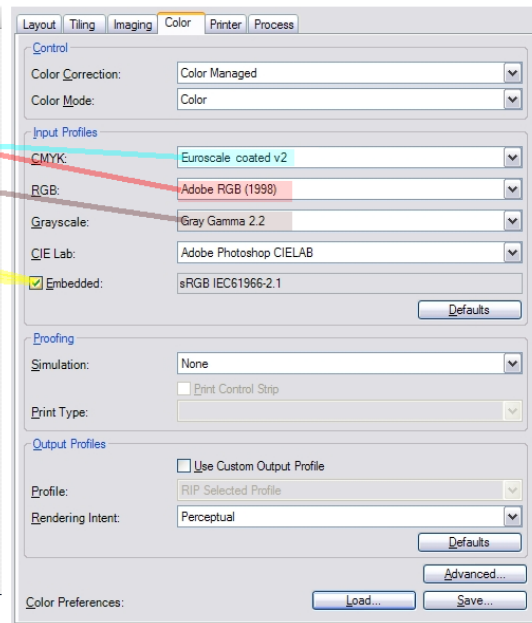 Layout Tiling Imaging Color Printer Process
Control
Color Correction: Color Managed
Color Mode: Color
Input Profiles
CMYK: Euroscale coated v2
RGB: Adobe RGB (1998)
Grayscale: Gray Gamma 2.2
CIE Lab: Adobe Photoshop CIELAB
Embedded: sRGB IEC61966-2.1
Defaults
Proofing
Simulation: None
Print Control Strip
Print Type:
Output Profiles
Use Custom Output Profile
Profile: RIP Selected Profile
Rendering Intent: Perceptual
Defaults
Advanced...
Color Preferences: Load... Save...